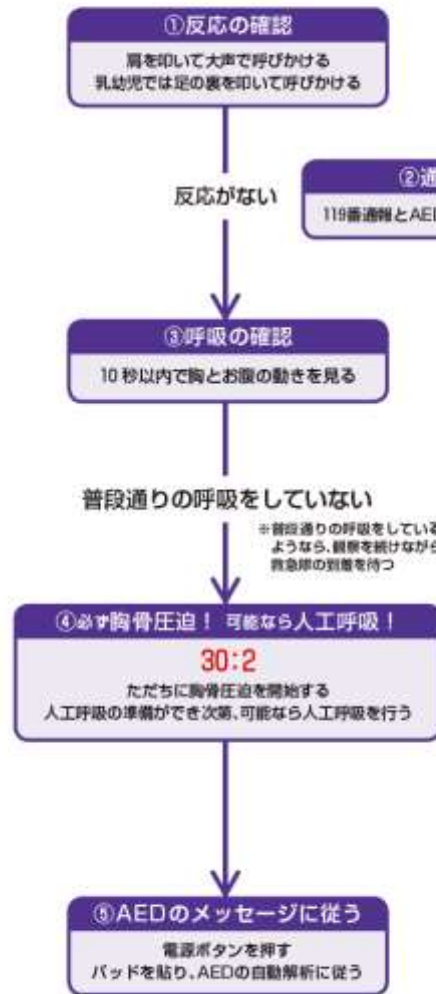 ①反応の確認
肩を叩いて大声で呼びかける
乳幼児では足の裏を叩いて呼びかける
反応がない
②通
119番通報とAE
③呼吸の確認
10秒以内で胸とお腹の動きを見る
普段通りの呼吸をしていない
※普段通りの呼吸をしている
ようなら、観察を続けながら
救急隊の到着を待つ
④必ず胸骨圧迫！ 可能なら人工呼吸！
30:2
ただちに胸骨圧迫を開始する
人工呼吸の準備ができ次第、可能なら人工呼吸を行う
⑤AEDのメッセージに従う
電源ボタンを押す
パッドを貼り、AEDの自動解析に従う